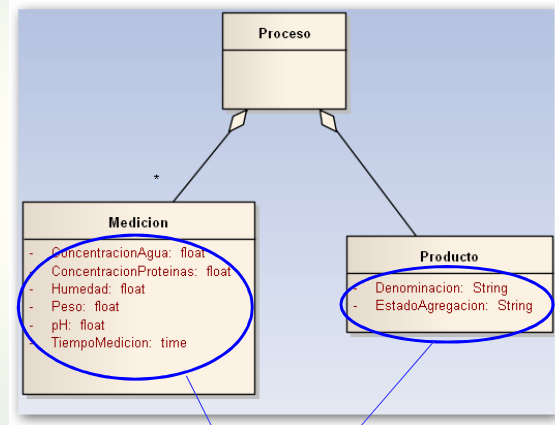 Proceso
*
Medicion
- ConcentracionAgua: float
- ConcentracionProteinas: float
- Humedad: float
- Peso: float
- pH: float
- TiempoMedicion: time
Producto
- Denominacion: String
- EstadoAgregacion: String